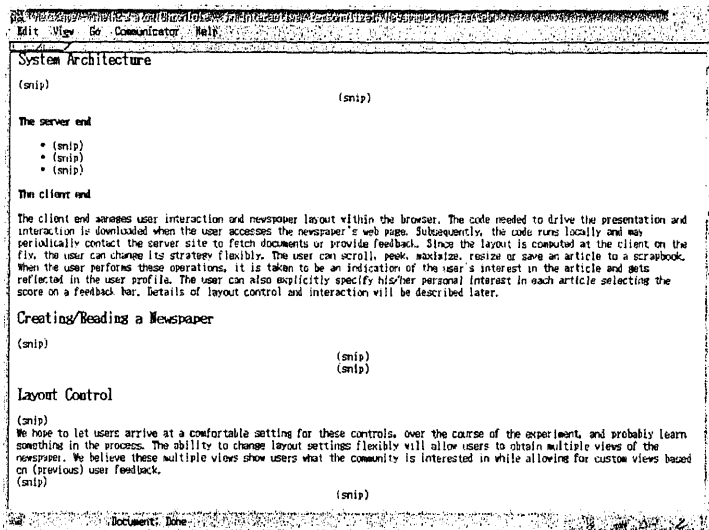 Edit View Go Communicator Help
System Architecture
(snip)
(snip)
The server end
• (snip)
• (snip)
• (snip)
The client end
The client end manages user interaction and newspaper layout within the browser. The code needed to drive the presentation and
interaction is downloaded when the user accesses the newspaper's web page. Subsequently, the code runs locally and may
periodically contact the server site to fetch documents or provide feedback. Since the layout is computed at the client on the
fly, the user can change its strategy flexibly. The user can scroll, peek, maximize, resize or save an article to a scrapbook.
When the user performs these operations, it is taken to be an indication of the user's interest in the article and gets
reflected in the user profile. The user can also explicitly specify his/her personal interest in each article selecting the
score on a feedback bar. Details of layout control and interaction will be described later.
Creating/Reading a Newspaper
(snip)
(snip)
(snip)
Layout Control
(snip)
We hope to let users arrive at a comfortable setting for these controls, over the course of the experiment, and probably learn
something in the process. The ability to change layout settings flexibly will allow users to obtain multiple views of the
newspaper. We believe these multiple views show users what the community is interested in while allowing for custom views based
on (previous) user feedback.
(snip)
(snip)
Document: Done